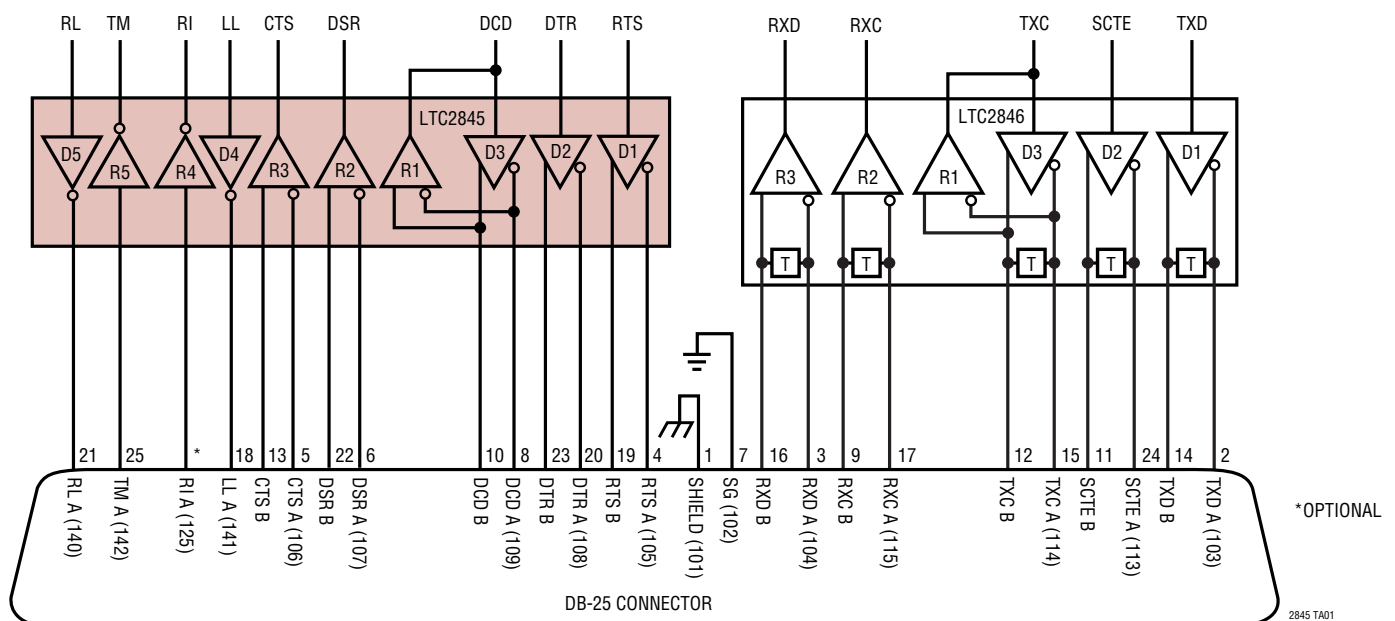 RL TM RI LL CTS DSR DCD DTR RTS RXD RXC TXC SCTE TXD
LTC2845 LTC2846
D5 R5 R4 D4 R3 R2 R1 D3 D2 D1 R3 R2 R1 D3 D2 D1
T T T T T
21 25 * 18 13 5 22 6 10 8 23 20 19 4 1 7 16 3 9 17 12 15 11 24 14 2
RL A (140)
TM A (142)
RI A (125)
LL A (141)
CTS B
CTS A (106)
DSR B
DSR A (107)
DCD B
DCD A (109)
DTR B
DTR A (108)
RTS B
RTS A (105)
SHIELD (101)
SG (102)
RXD B
RXD A (104)
RXC B
RXC A (115)
TXC B
TXC A (114)
SCTE B
SCTE A (113)
TXD B
TXD A (103)
*OPTIONAL
DB-25 CONNECTOR
2845 TA01